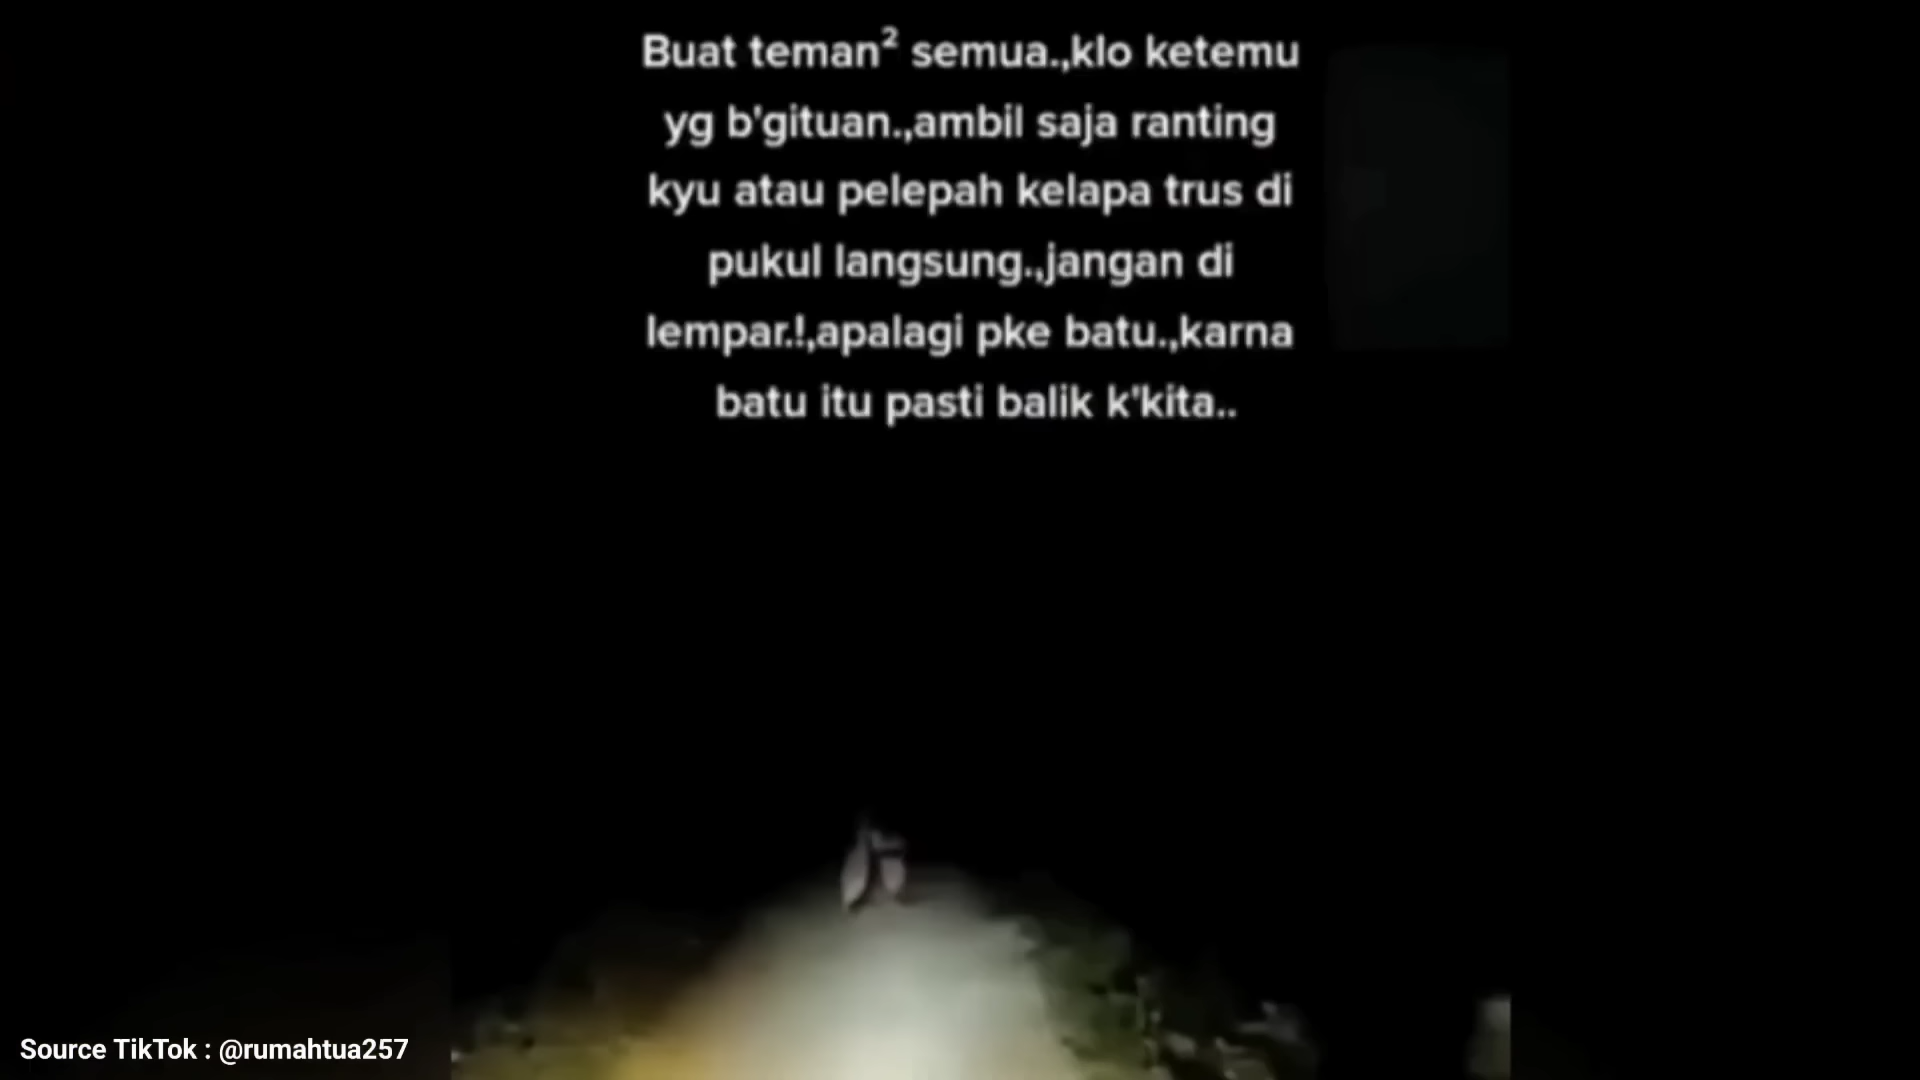 Buat teman² semua.,klo ketemu
yg b'gituan.,ambil saja ranting
kyu atau pelepah kelapa trus di
pukul langsung.,jangan di
lempar.!,apalagi pke batu.,karna
batu itu pasti balik k'kita..
Source TikTok : @rumahtua257